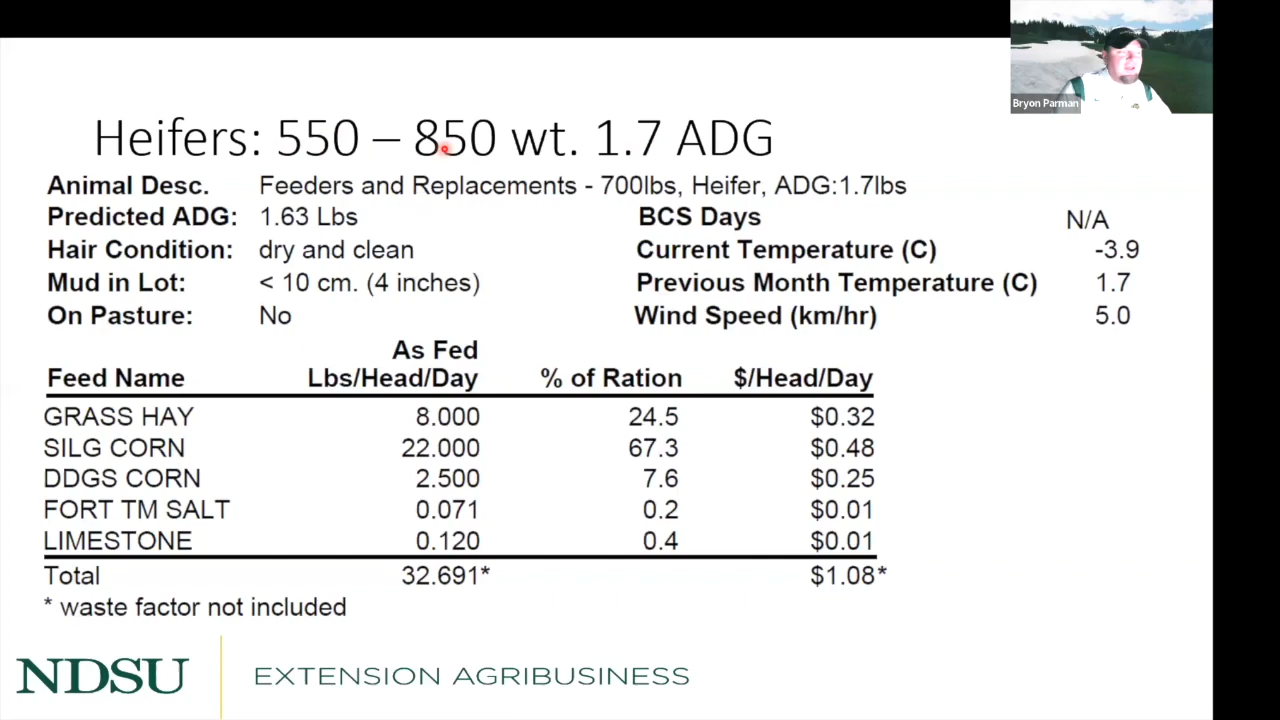 Bryon Parman
Heifers: 550 – 850 wt. 1.7 ADG
Animal Desc. Feeders and Replacements - 700lbs, Heifer, ADG:1.7lbs
Predicted ADG: 1.63 Lbs BCS Days N/A
Hair Condition: dry and clean Current Temperature (C) -3.9
Mud in Lot: < 10 cm. (4 inches) Previous Month Temperature (C) 1.7
On Pasture: No Wind Speed (km/hr) 5.0
As Fed
Feed Name Lbs/Head/Day % of Ration $/Head/Day
GRASS HAY 8.000 24.5 $0.32
SILG CORN 22.000 67.3 $0.48
DDGS CORN 2.500 7.6 $0.25
FORT TM SALT 0.071 0.2 $0.01
LIMESTONE 0.120 0.4 $0.01
Total 32.691* $1.08*
* waste factor not included
NDSU EXTENSION AGRIBUSINESS